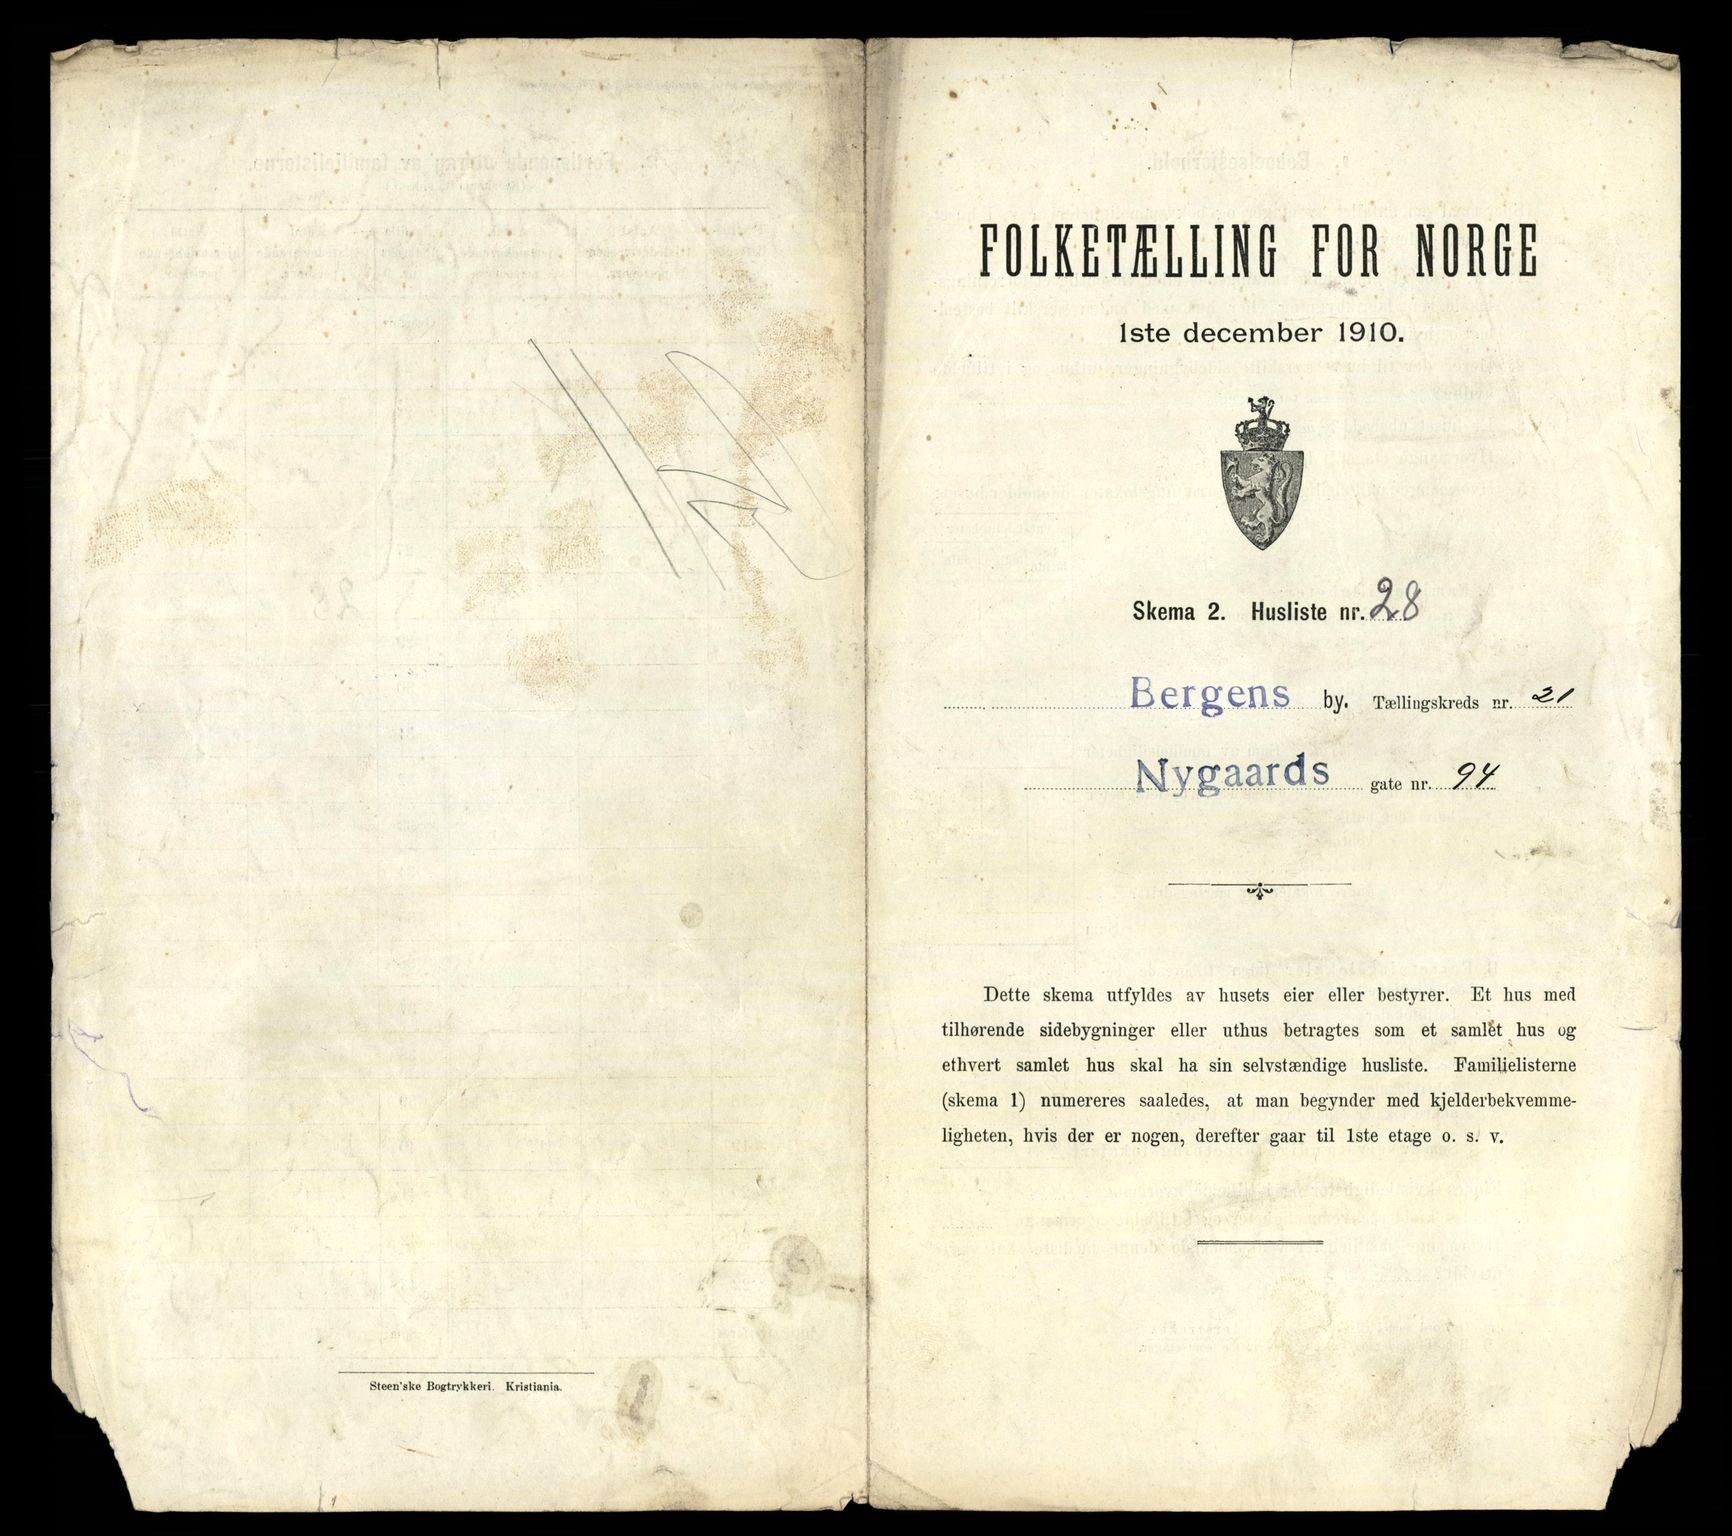 Steen'ske Bogtrykkeri. Kristiania.
FOLKETÆLLING FOR NORGE
1ste december 1910.
Skema 2. Husliste nr. 28
Bergens by. Tællingskreds nr. 21
Nygaards gate nr. 94
Dette skema utfyldes av husets eier eller bestyrer. Et hus med
tilhørende sidebygninger eller uthus betragtes som et samlet hus og
ethvert samlet hus skal ha sin selvstændige husliste. Familielisterne
(skema 1) numereres saaledes, at man begynder med kjelderbekvemme-
ligheten, hvis der er nogen, derefter gaar til 1ste etage o. s. v.